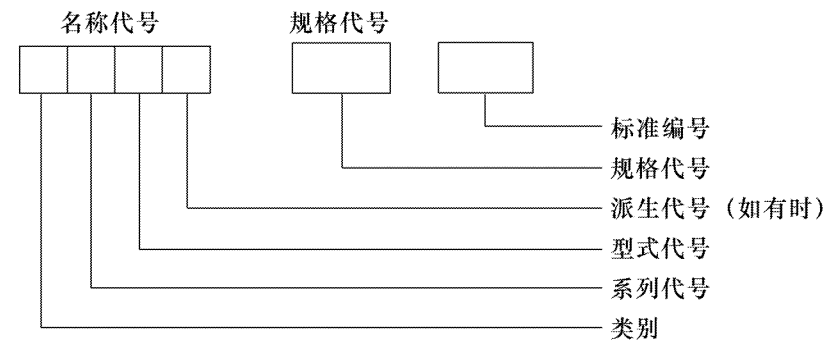 名称代号 规格代号
标准编号
规格代号
派生代号（如有时）
型式代号
系列代号
类别